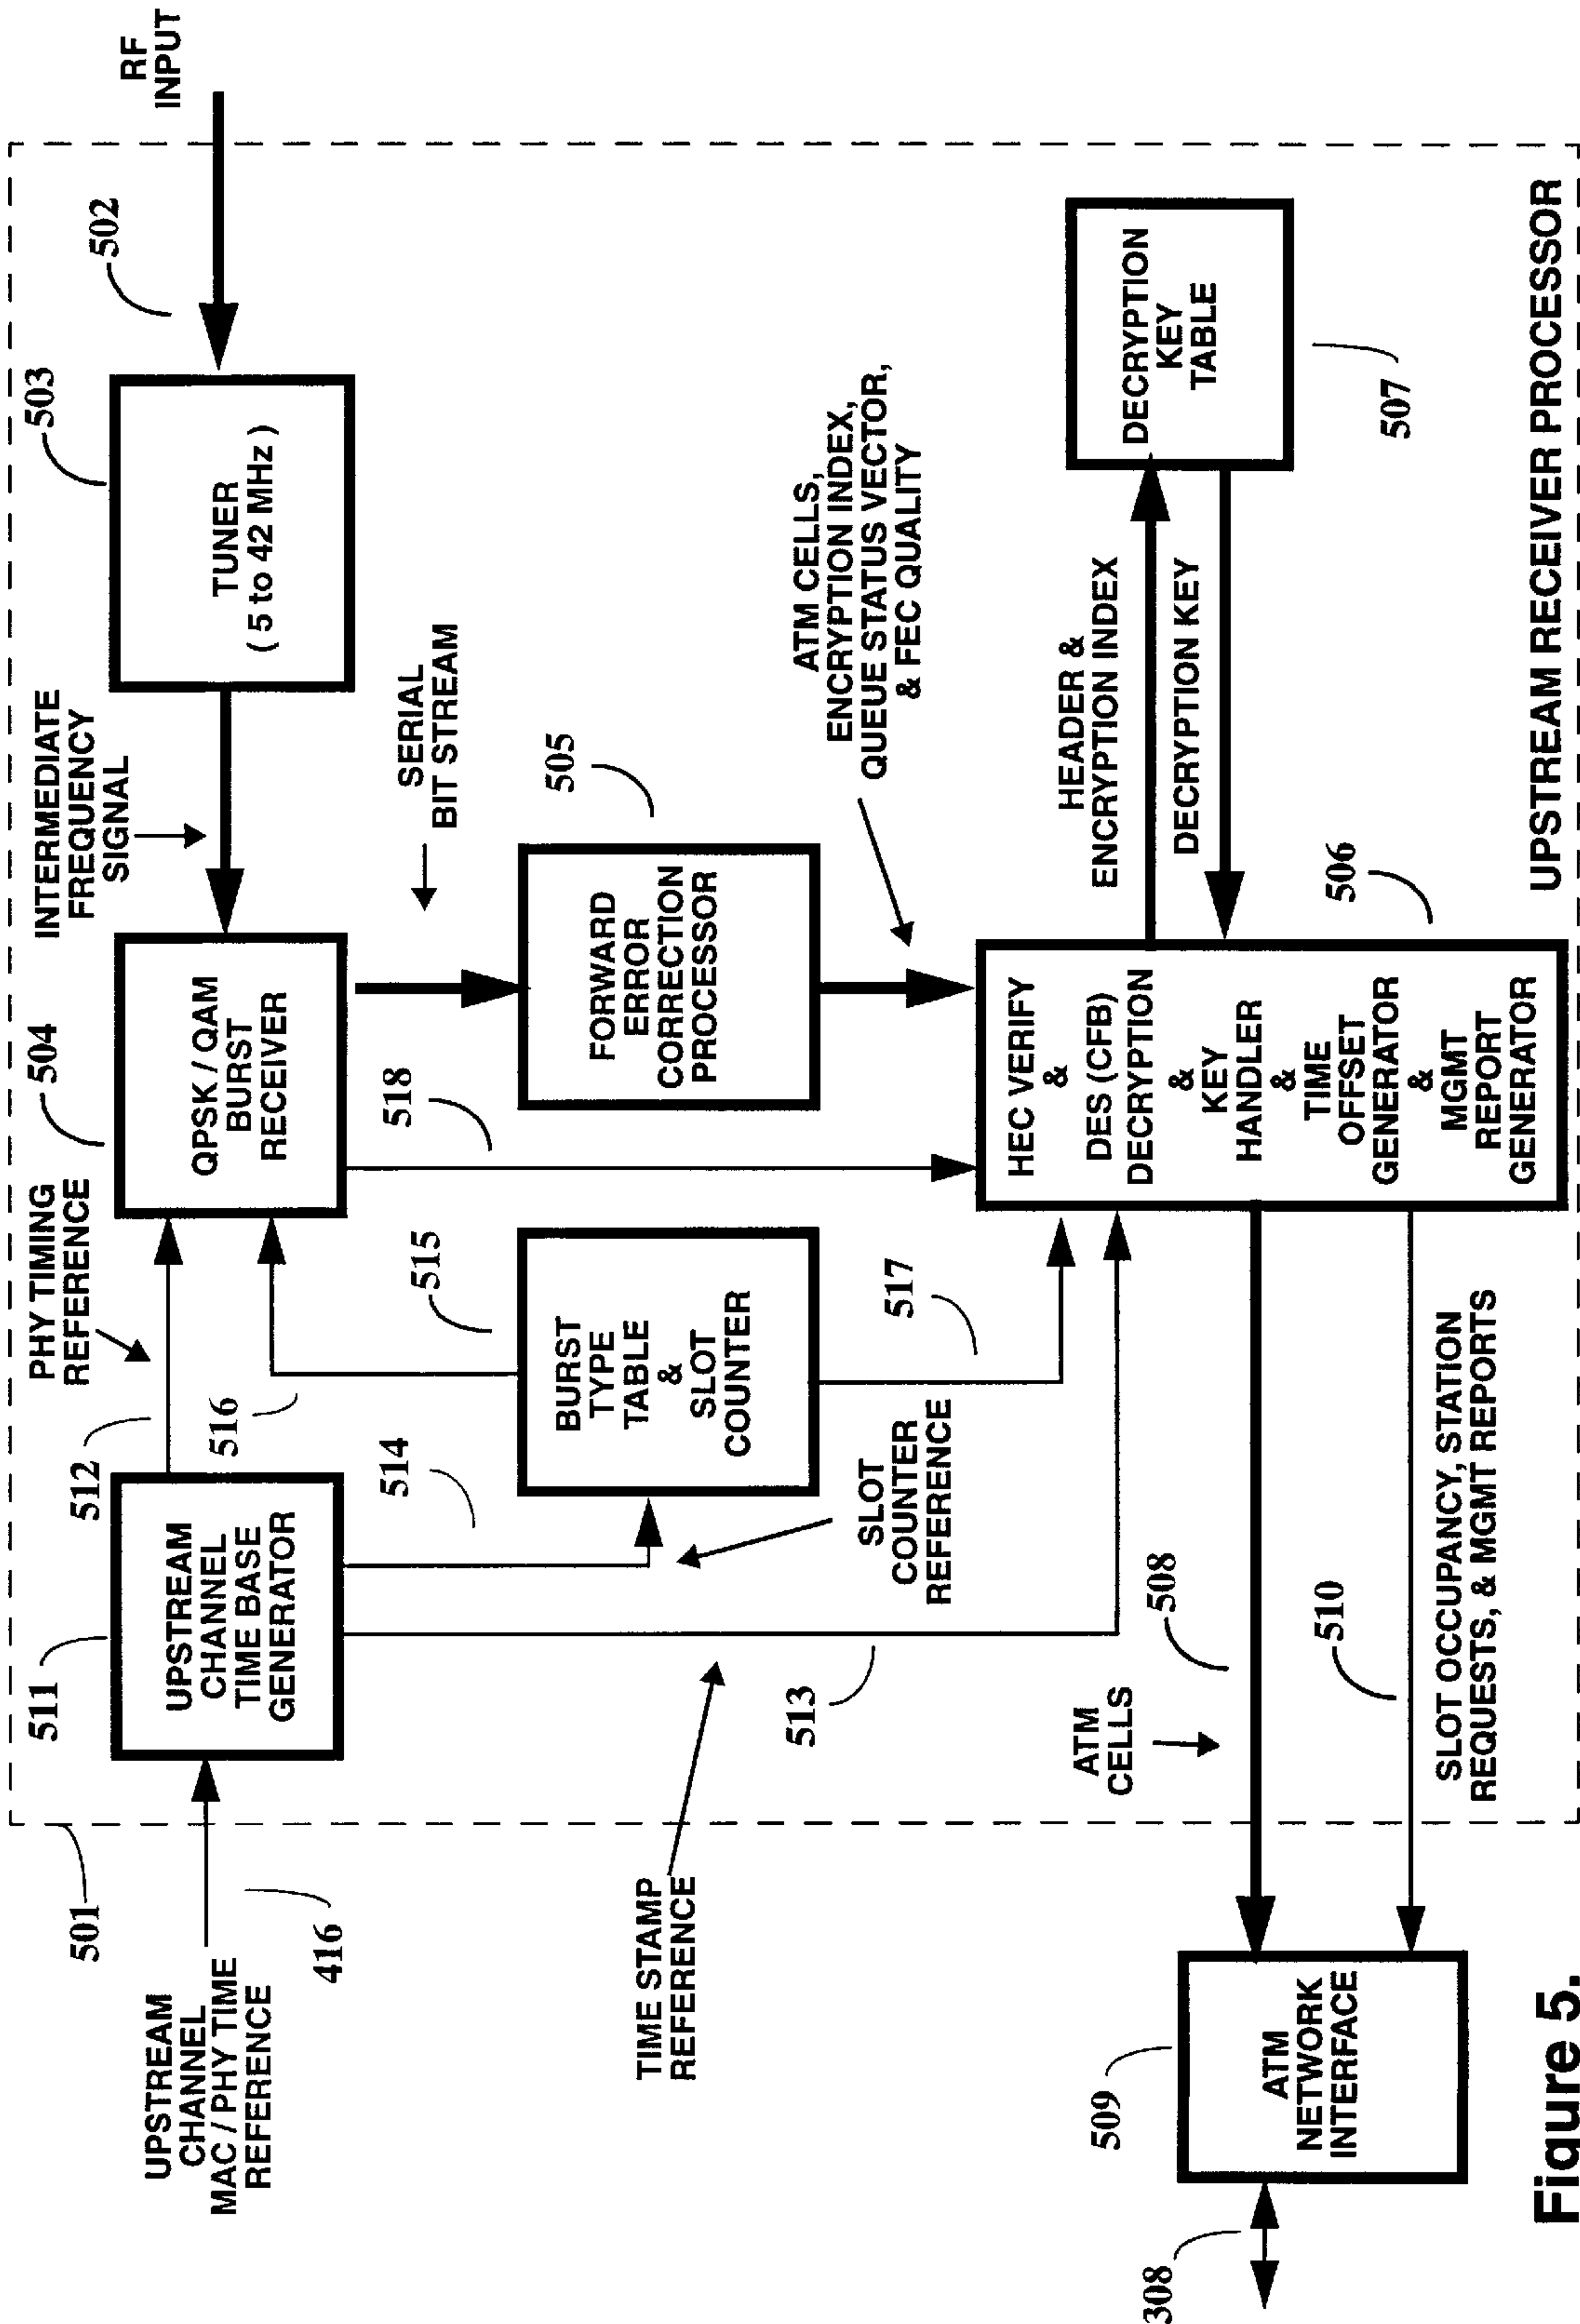 501
UPSTREAM
CHANNEL
MAC / PHY TIME
REFERENCE
416
511
UPSTREAM
CHANNEL
TIME BASE
GENERATOR
512
PHY TIMING
REFERENCE
504
QPSK / QAM
BURST
RECEIVER
INTERMEDIATE
FREQUENCY
SIGNAL
503
TUNER
( 5 to 42 MHz )
502
RF
INPUT
516
514
515
518
SERIAL
BIT STREAM
505
BURST
TYPE
TABLE
&
SLOT
COUNTER
FORWARD
ERROR
CORRECTION
PROCESSOR
TIME STAMP
REFERENCE
513
SLOT
COUNTER
REFERENCE
517
ATM CELLS,
ENCRYPTION INDEX,
QUEUE STATUS VECTOR,
& FEC QUALITY
509
ATM
NETWORK
INTERFACE
308
ATM
CELLS
508
510
SLOT OCCUPANCY, STATION
REQUESTS, & MGMT REPORTS
HEC VERIFY
&
DES (CFB)
DECRYPTION
&
KEY
HANDLER
&
TIME
OFFSET
GENERATOR
&
MGMT
REPORT
GENERATOR
506
HEADER &
ENCRYPTION INDEX
DECRYPTION KEY
DECRYPTION
KEY
TABLE
507
UPSTREAM RECEIVER PROCESSOR
Figure 5.